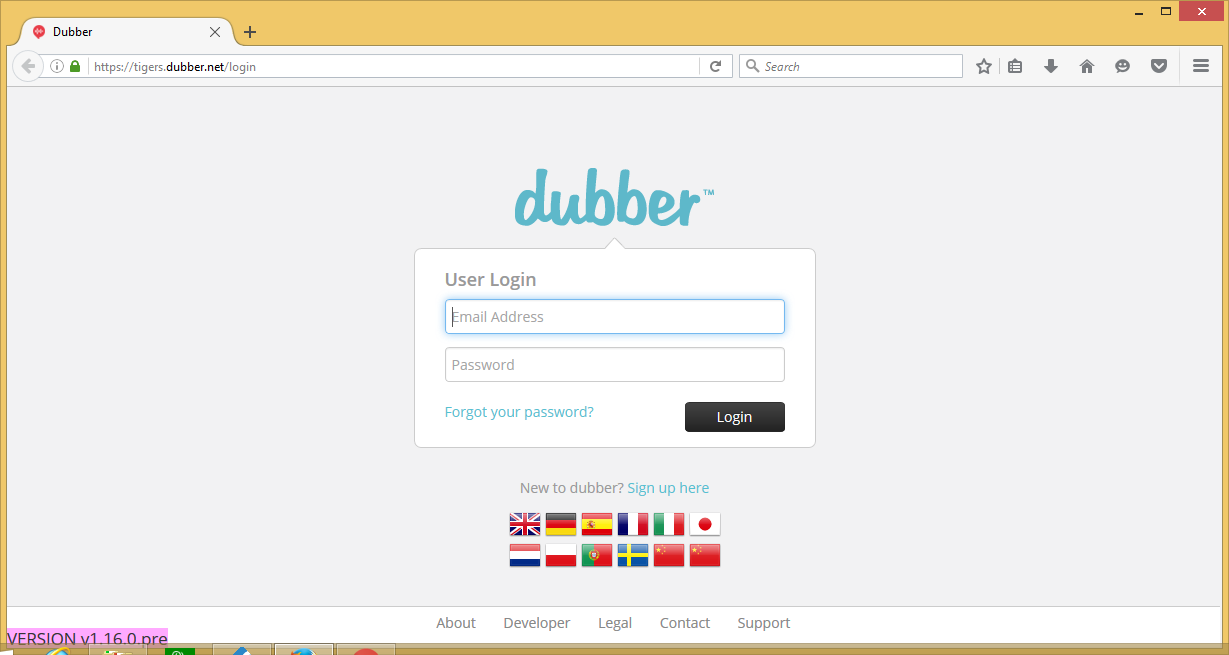 Dubber
https://tigers.dubber.net/login
Search
dubber™
User Login
Email Address
Password
Forgot your password?
Login
New to dubber? Sign up here
About Developer Legal Contact Support
VERSION v1.16.0.pre